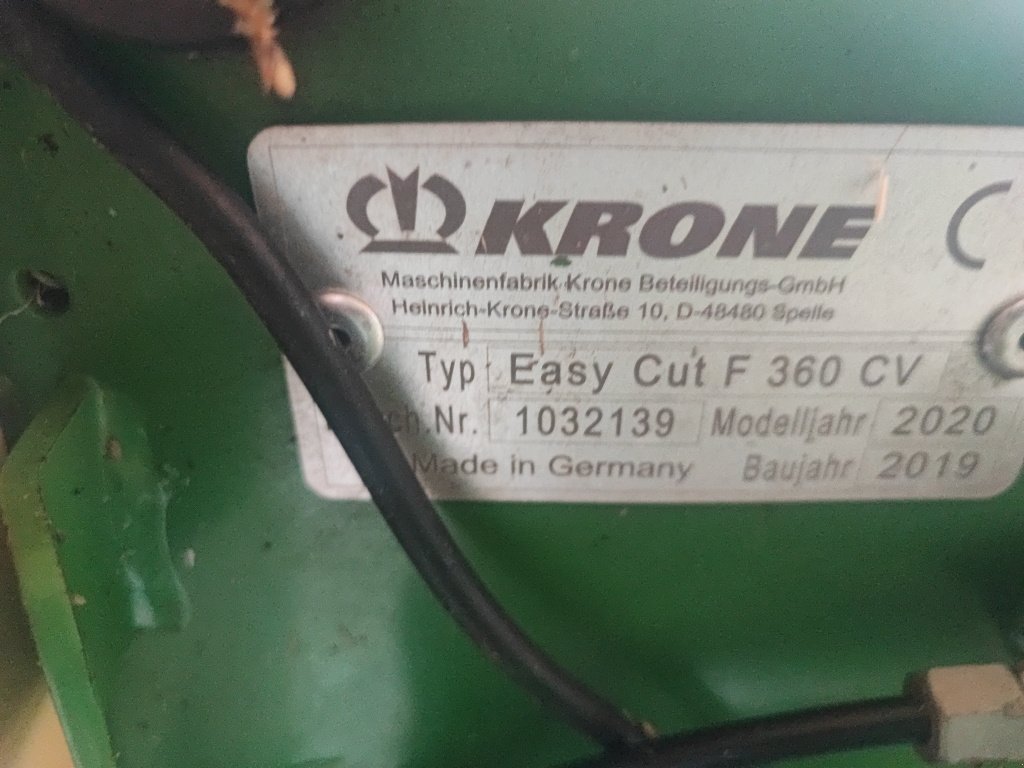 KRONE
Maschinenfabrik Krone Beteiligungs-GmbH
Heinrich-Krone-Straße 10, D-48480 Spelle
Typ Easy Cut F 360 CV
Nr. 1032139 Modelljahr 2020
Made in Germany Baujahr 2019